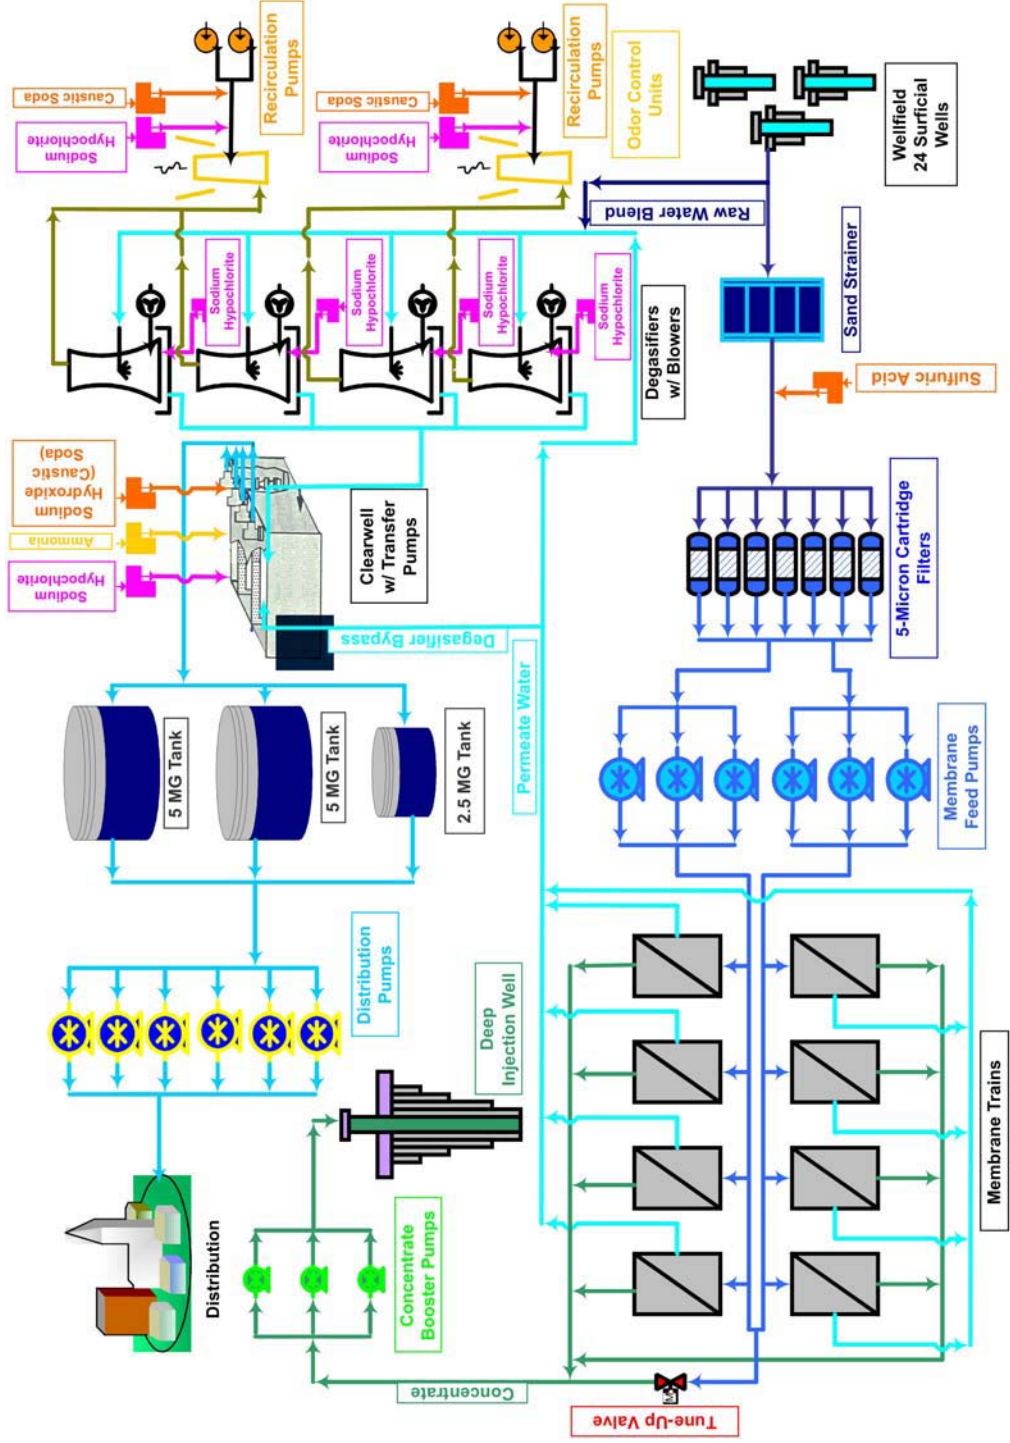 Wellfield
24 Surficial
Wells
Raw Water Blend
Sand Strainer
Sulfuric Acid
5-Micron Cartridge
Filters
Membrane
Feed Pumps
Membrane Trains
Tune-Up Valve
M
Concentrate
Concentrate
Booster Pumps
Deep
Injection Well
Permeate Water
Degasifier Bypass
Degasifiers
w/ Blowers
Sodium
Hypochlorite
Sodium
Hypochlorite
Sodium
Hypochlorite
Sodium
Hypochlorite
Odor Control
Units
Recirculation
Pumps
Caustic Soda
Sodium
Hypochlorite
Recirculation
Pumps
Caustic Soda
Sodium
Hypochlorite
Clearwell
w/ Transfer
Pumps
Sodium
Hydroxide
(Caustic
Soda)
Ammonia
Sodium
Hypochlorite
5 MG Tank
5 MG Tank
2.5 MG Tank
Distribution
Pumps
Distribution